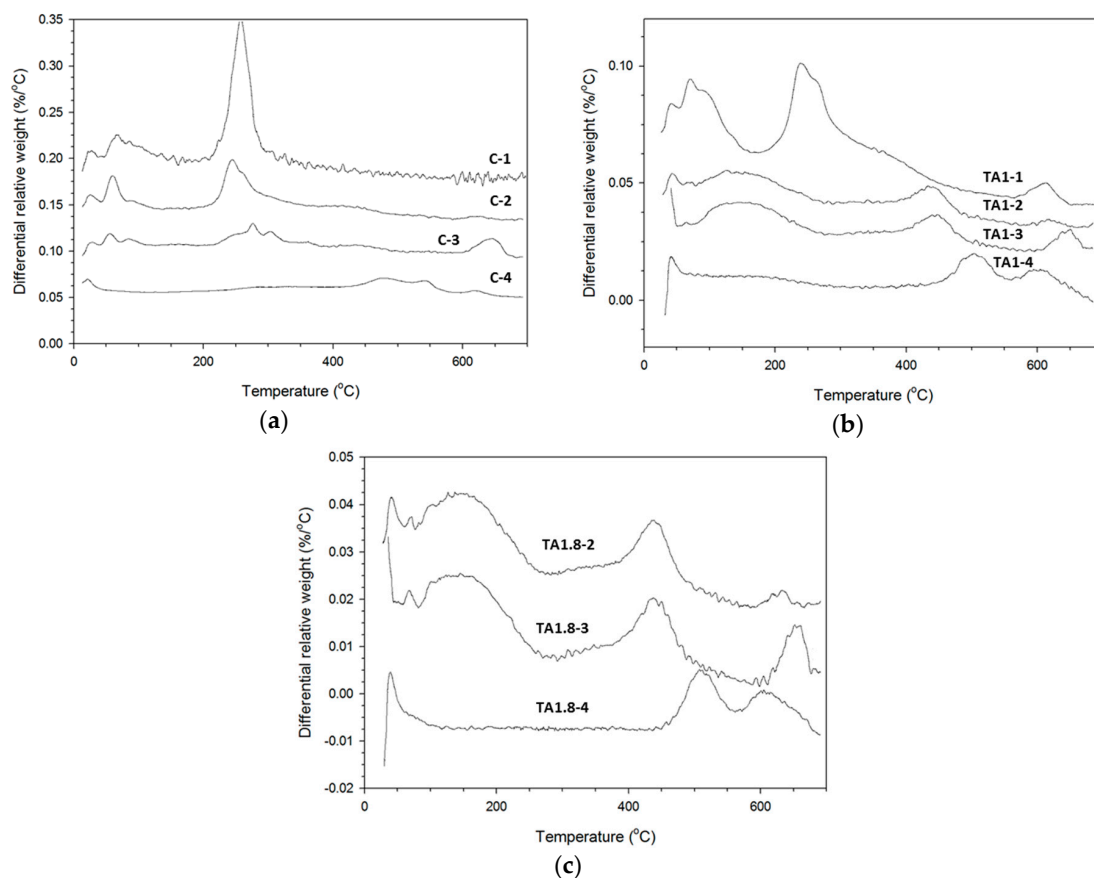 0.35
0.30
0.25
0.20
0.15
0.10
0.05
0.00
Differential relative weight (%/°C)
C-1
C-2
C-3
C-4
0
200
400
600
Temperature (°C)
(a)
0.10
0.05
0.00
Differential relative weight (%/°C)
TA1-1
TA1-2
TA1-3
TA1-4
0
200
400
600
Temperature (°C)
(b)
0.05
0.04
0.03
0.02
0.01
0.00
-0.01
-0.02
Differential relative weight (%/°C)
TA1.8-2
TA1.8-3
TA1.8-4
0
200
400
600
Temperature (°C)
(c)